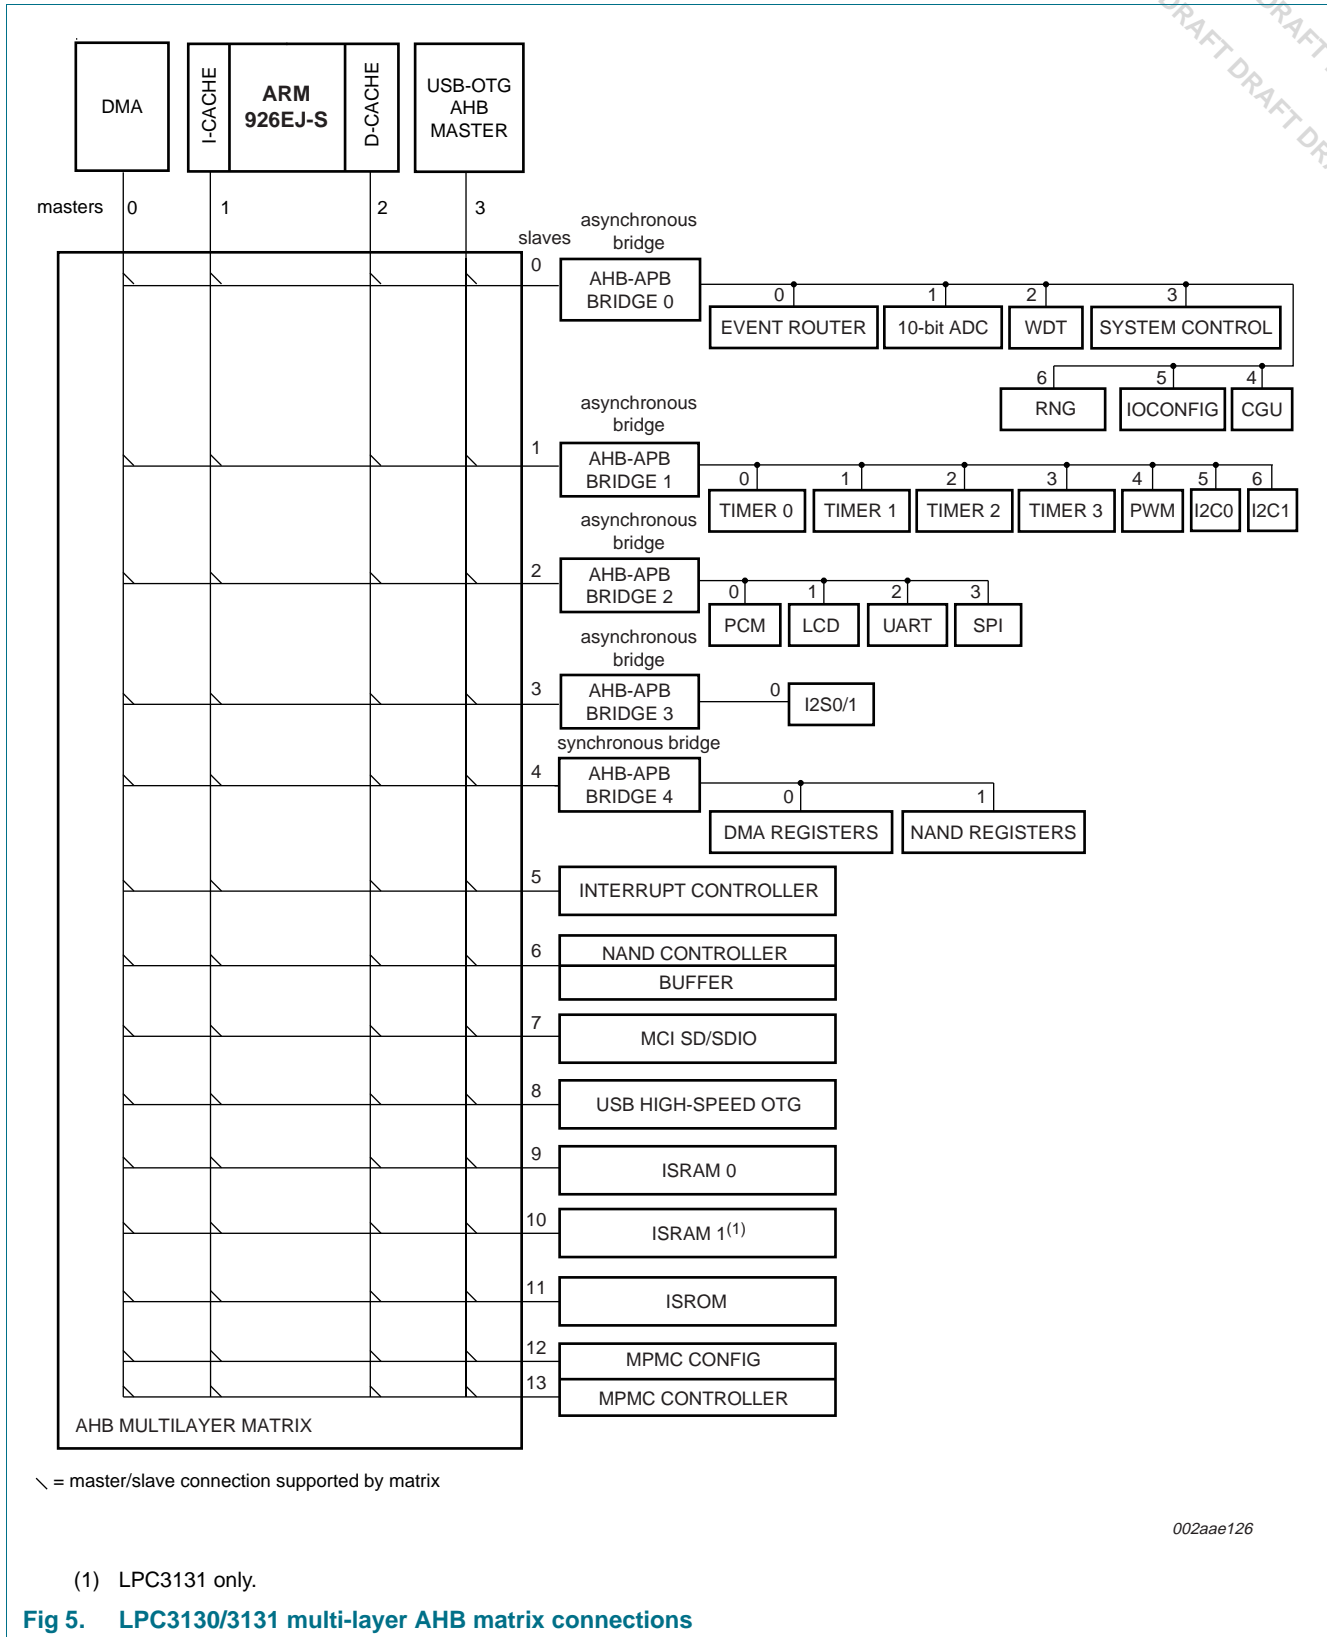 DRAFT DRAFT DRAFT
DRAFT
DMA
I-CACHE
ARM
926EJ-S
D-CACHE
USB-OTG
AHB
MASTER
masters 0 1 2 3
slaves
asynchronous
bridge
0
AHB-APB
BRIDGE 0
0 1 2 3
EVENT ROUTER 10-bit ADC WDT SYSTEM CONTROL
6 5 4
RNG IOCONFIG CGU
asynchronous
bridge
1
AHB-APB
BRIDGE 1
0 1 2 3 4 5 6
TIMER 0 TIMER 1 TIMER 2 TIMER 3 PWM I2C0 I2C1
asynchronous
bridge
2
AHB-APB
BRIDGE 2
0 1 2 3
PCM LCD UART SPI
asynchronous
bridge
3
AHB-APB
BRIDGE 3
0
I2S0/1
synchronous bridge
4
AHB-APB
BRIDGE 4
0 1
DMA REGISTERS NAND REGISTERS
5
INTERRUPT CONTROLLER
6
NAND CONTROLLER
BUFFER
7
MCI SD/SDIO
8
USB HIGH-SPEED OTG
9
ISRAM 0
10
ISRAM 1(1)
11
ISROM
12
MPMC CONFIG
13
MPMC CONTROLLER
AHB MULTILAYER MATRIX
= master/slave connection supported by matrix
002aae126
(1) LPC3131 only.
Fig 5. LPC3130/3131 multi-layer AHB matrix connections